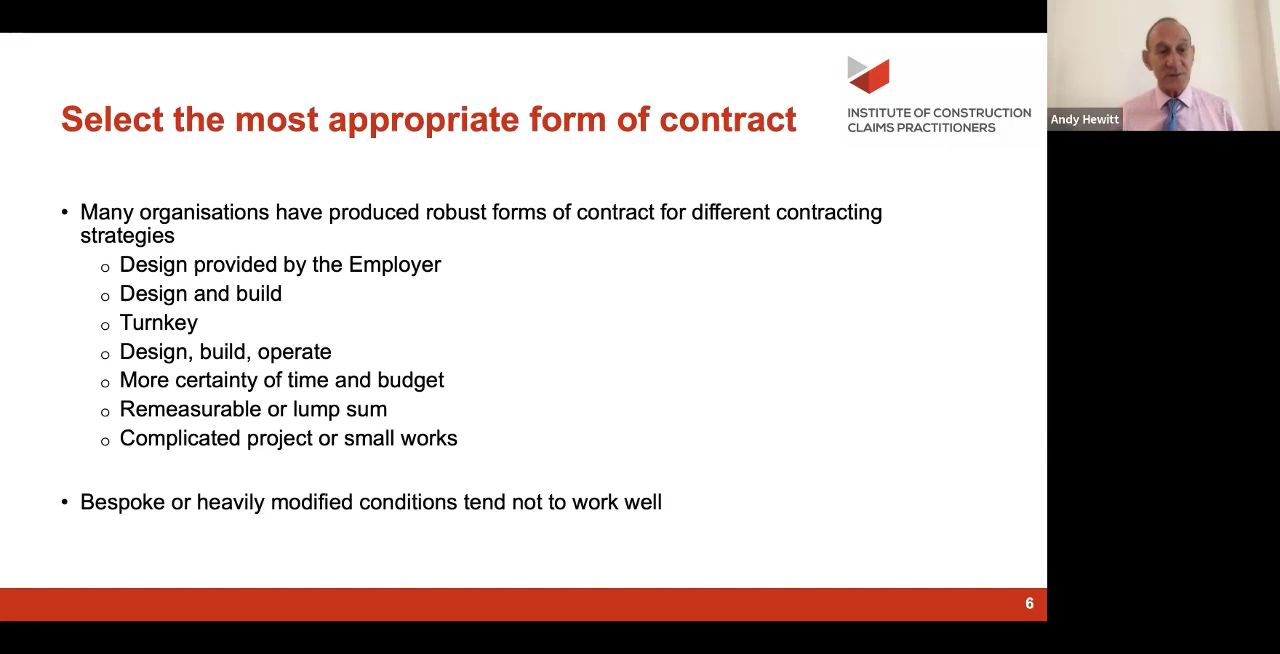 Select the most appropriate form of contract
INSTITUTE OF CONSTRUCTION
CLAIMS PRACTITIONERS
Andy Hewitt
• Many organisations have produced robust forms of contract for different contracting
strategies
o Design provided by the Employer
o Design and build
o Turnkey
o Design, build, operate
o More certainty of time and budget
o Remeasurable or lump sum
o Complicated project or small works
• Bespoke or heavily modified conditions tend not to work well
6